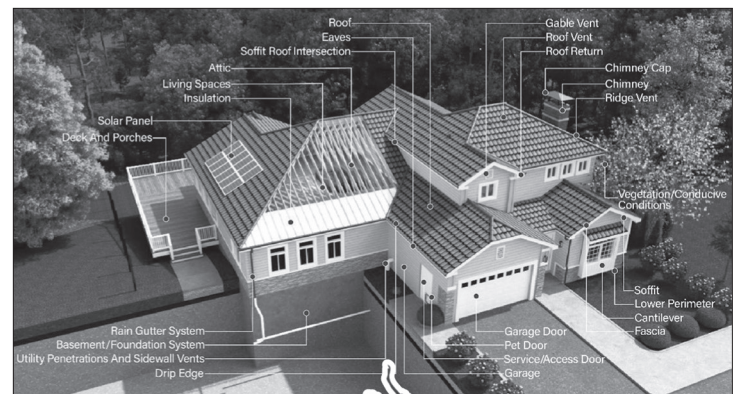 Roof
Eaves
Soffit Roof Intersection
Attic
Living Spaces
Insulation
Solar Panel
Deck And Porches
Gable Vent
Roof Vent
Roof Return
Chimney Cap
Chimney
Ridge Vent
Vegetation/Conducive
Conditions
Soffit
Lower Perimeter
Cantilever
Fascia
Rain Gutter System
Basement/Foundation System
Utility Penetrations And Sidewall Vents
Drip Edge
Garage Door
Pet Door
Service/Access Door
Garage